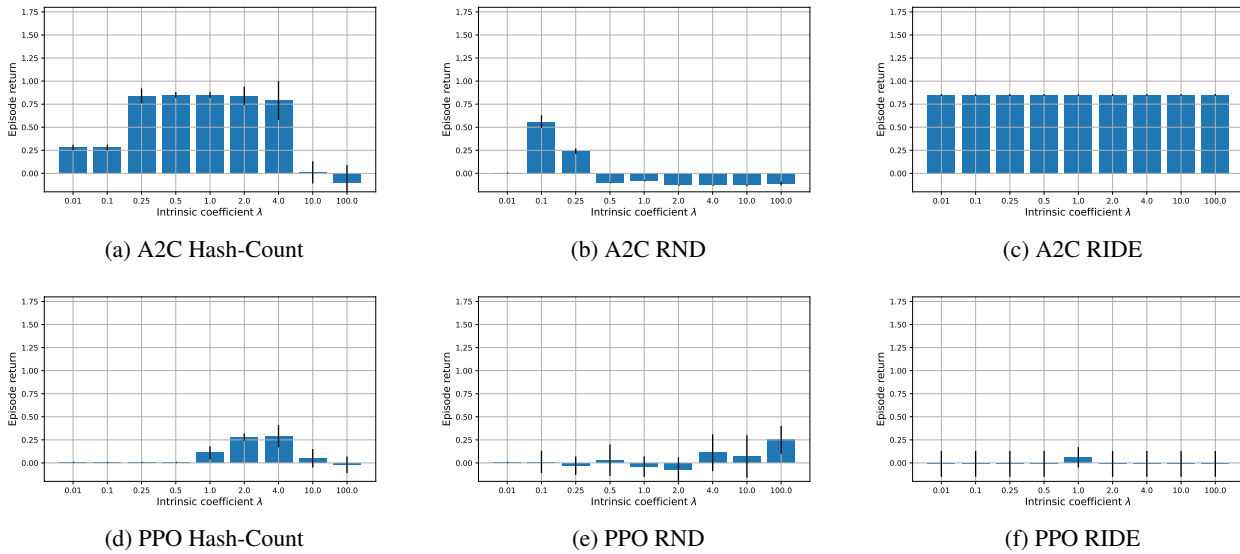 1.75
1.50
1.25
1.00
0.75
0.50
0.25
0.00
Episode return
0.01 0.1 0.25 0.5 1.0 2.0 4.0 10.0 100.0
Intrinsic coefficient λ
(a) A2C Hash-Count
1.75
1.50
1.25
1.00
0.75
0.50
0.25
0.00
Episode return
0.01 0.1 0.25 0.5 1.0 2.0 4.0 10.0 100.0
Intrinsic coefficient λ
(b) A2C RND
1.75
1.50
1.25
1.00
0.75
0.50
0.25
0.00
Episode return
0.01 0.1 0.25 0.5 1.0 2.0 4.0 10.0 100.0
Intrinsic coefficient λ
(c) A2C RIDE
1.75
1.50
1.25
1.00
0.75
0.50
0.25
0.00
Episode return
0.01 0.1 0.25 0.5 1.0 2.0 4.0 10.0 100.0
Intrinsic coefficient λ
(d) PPO Hash-Count
1.75
1.50
1.25
1.00
0.75
0.50
0.25
0.00
Episode return
0.01 0.1 0.25 0.5 1.0 2.0 4.0 10.0 100.0
Intrinsic coefficient λ
(e) PPO RND
1.75
1.50
1.25
1.00
0.75
0.50
0.25
0.00
Episode return
0.01 0.1 0.25 0.5 1.0 2.0 4.0 10.0 100.0
Intrinsic coefficient λ
(f) PPO RIDE